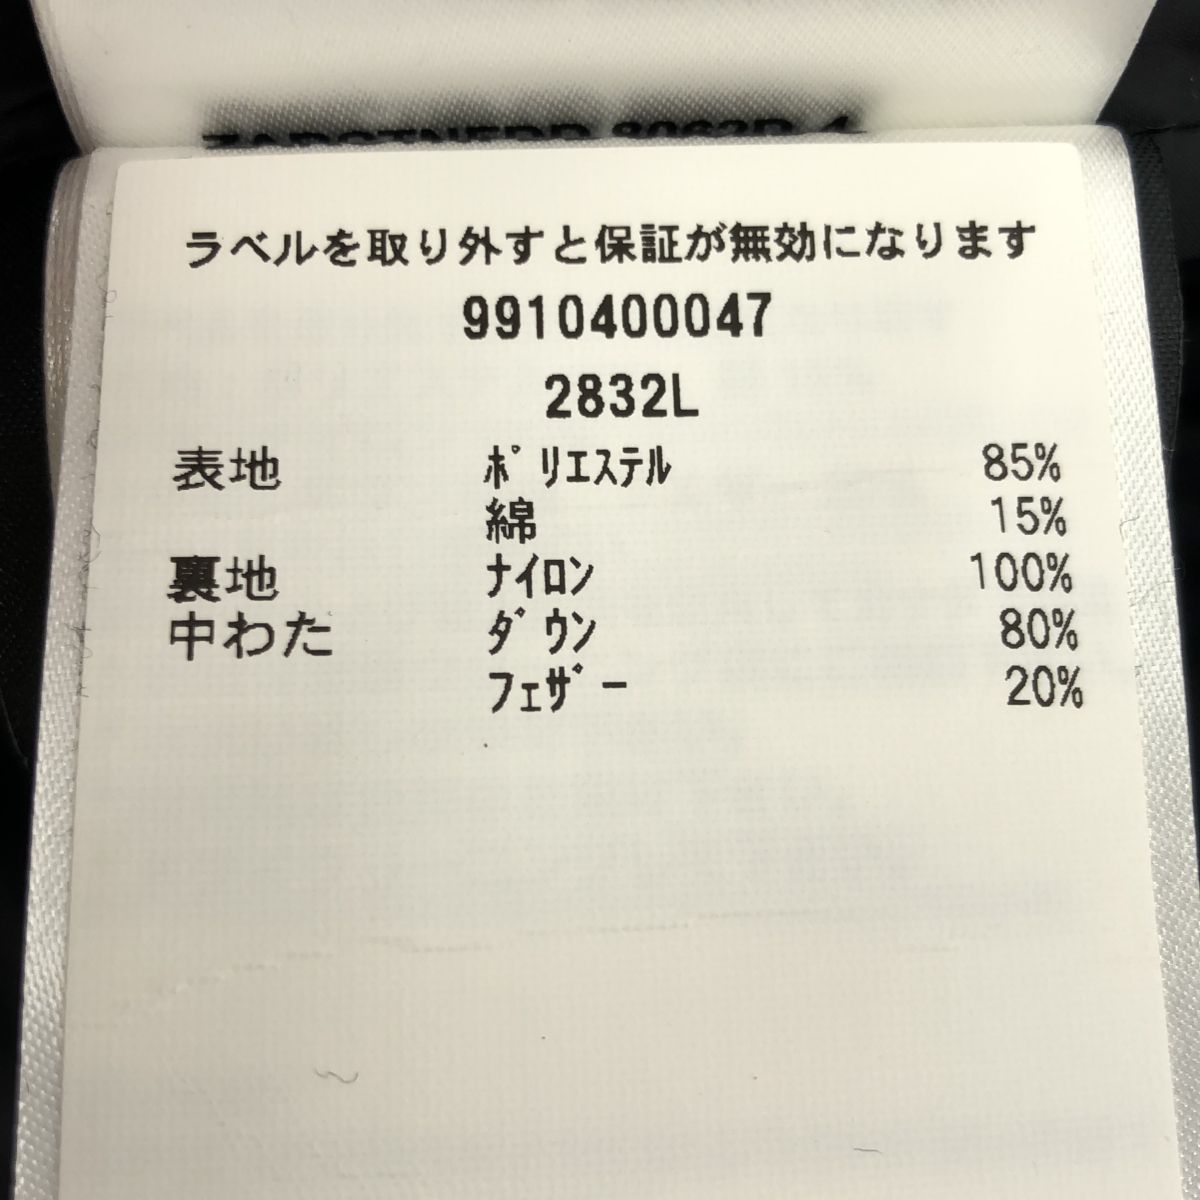 ラベルを取り外すと保証が無効になります
9910400047
2832L
表地 ﾎﾟﾘｴｽﾃﾙ 85%
綿 15%
裏地 ﾅｲﾛﾝ 100%
中わた ﾀﾞｳﾝ 80%
ﾌｪｻﾞｰ 20%